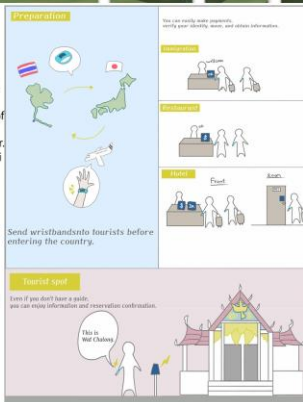 Preparation
Send wristbandsnto tourists before
entering the country.
You can easily make payments,
verify your identity, move, and obtain information.
Immigration
welcome
Restaurant
Hotel
Front
Room
Tourist spot
Even if you don't have a guide,
you can enjoy information and reservation confirmation.
This is
Wat Chalong.